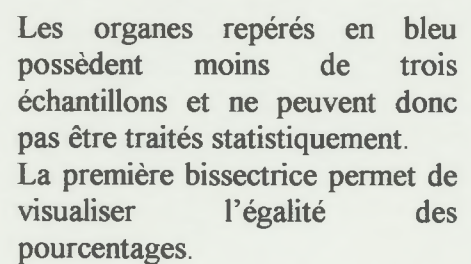 Les organes repérés en bleu
possèdent moins de trois
échantillons et ne peuvent donc
pas être traités statistiquement.
La première bissectrice permet de
visualiser l'égalité des
pourcentages.